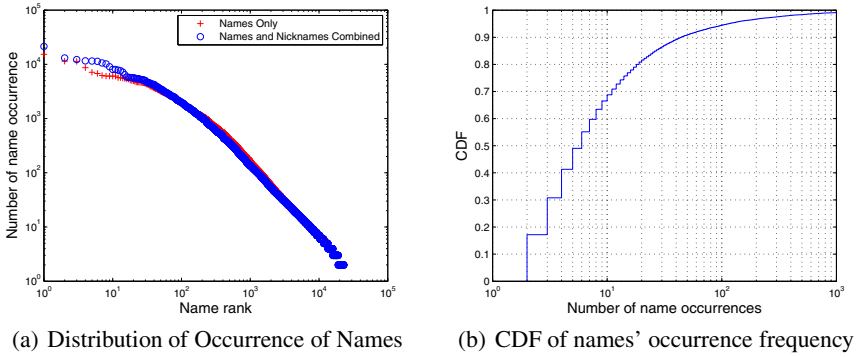 Names Only
Names and Nicknames Combined
10^5
10^4
10^3
10^2
10^1
10^0
Number of name occurrence
10^0 10^1 10^2 10^3 10^4 10^5
Name rank
(a) Distribution of Occurrence of Names
1
0.9
0.8
0.7
0.6
0.5
0.4
0.3
0.2
0.1
0
CDF
10^0 10^1 10^2 10^3
Number of name occurrences
(b) CDF of names' occurrence frequency